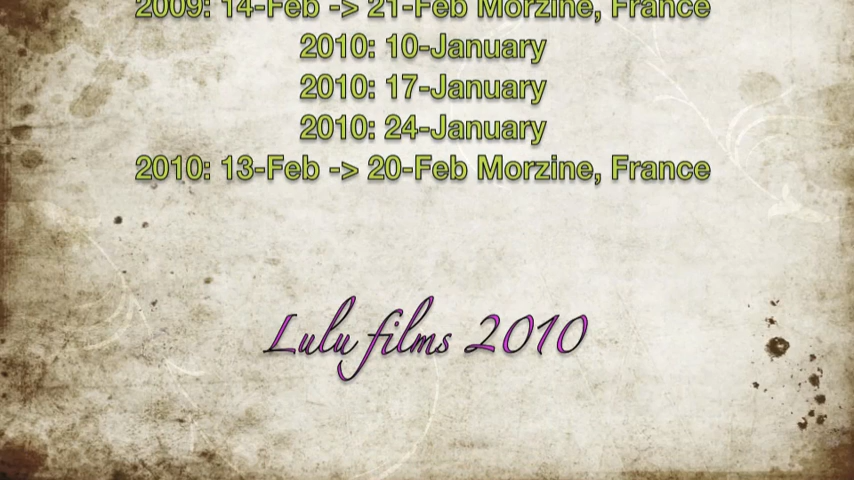 2009: 14-Feb -> 21-Feb Morzine, France
2010: 10-January
2010: 17-January
2010: 24-January
2010: 13-Feb -> 20-Feb Morzine, France
Lulu films 2010